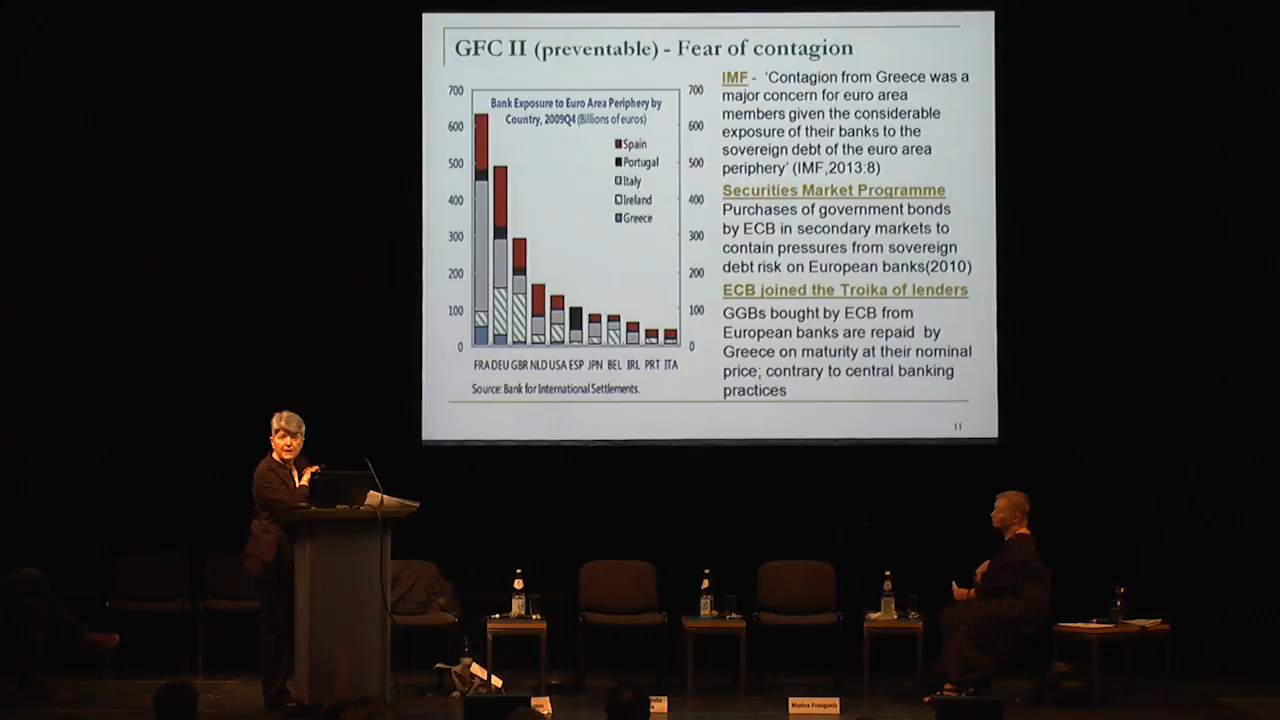 GFC II (preventable) - Fear of contagion
700
600
500
400
300
200
100
0
Bank Exposure to Euro Area Periphery by
Country, 2009Q4 (Billions of euros)
Spain
Portugal
Italy
Ireland
Greece
700
600
500
400
300
200
100
0
FRA DEU GBR NLD USA ESP JPN BEL IRL PRT ITA
Source: Bank for International Settlements.
IMF - ‘Contagion from Greece was a
major concern for euro area
members given the considerable
exposure of their banks to the
sovereign debt of the euro area
periphery’ (IMF,2013:8)
Securities Market Programme
Purchases of government bonds
by ECB in secondary markets to
contain pressures from sovereign
debt risk on European banks(2010)
ECB joined the Troika of lenders
GGBs bought by ECB from
European banks are repaid by
Greece on maturity at their nominal
price; contrary to central banking
practices
11
Marica Frangakis